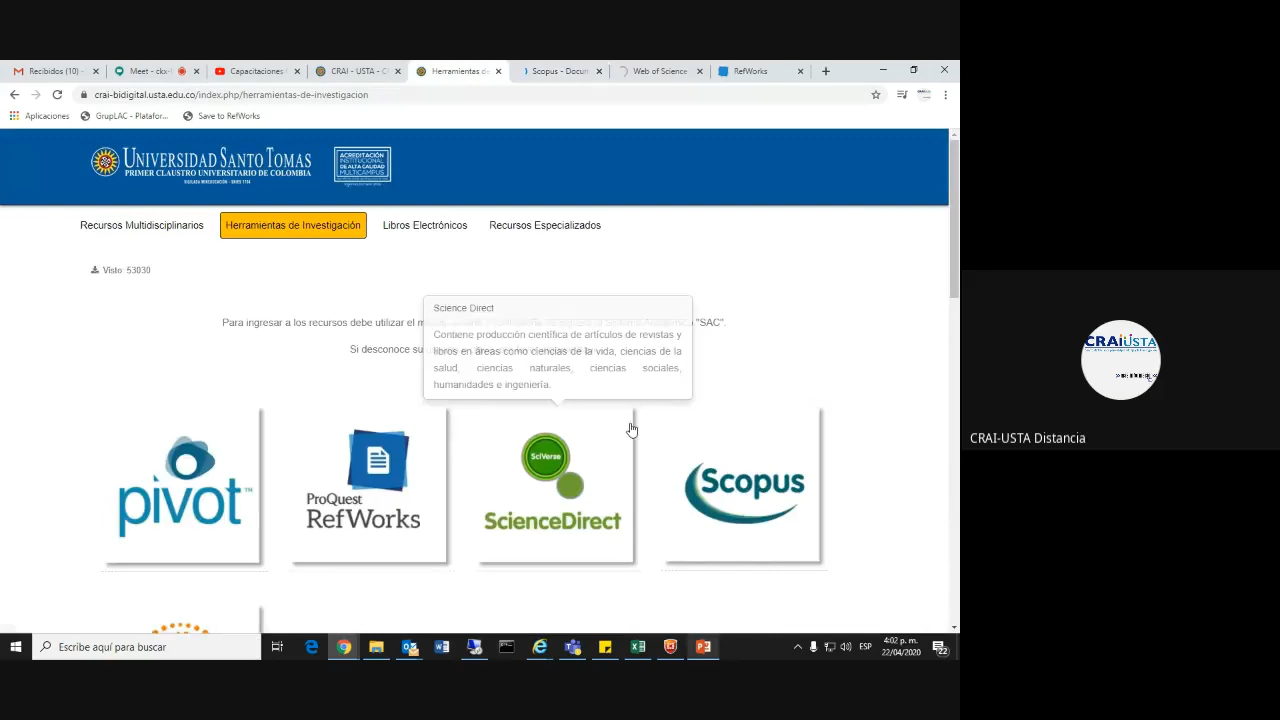 Recibidos (10) -
Meet - ckx-
Capacitaciones
CRAI - USTA - C
Herramientas de
Scopus - Docum
Web of Science
RefWorks
crai-bidigital.usta.edu.co/index.php/herramientas-de-investigacion
Aplicaciones
GrupLAC - Platafor...
Save to RefWorks
UNIVERSIDAD SANTO TOMAS
PRIMER CLAUSTRO UNIVERSITARIO DE COLOMBIA
ACREDITACIÓN
INSTITUCIONAL
DE ALTA CALIDAD
MULTICAMPUS
Recursos Multidisciplinarios
Herramientas de Investigación
Libros Electrónicos
Recursos Especializados
Visto: 53030
Science Direct
Para ingresar a los recursos debe utilizar el "SAC".
Contiene producción científica de artículos de revistas y
Si desconoce su
libros en áreas como ciencias de la vida, ciencias de la
salud, ciencias naturales, ciencias sociales,
humanidades e ingeniería.
pivot™
ProQuest
RefWorks
SciVerse
ScienceDirect
Scopus
CRAIUSTA
CRAI-USTA Distancia
Escribe aquí para buscar
ESP
4:02 p. m.
22/04/2020
22